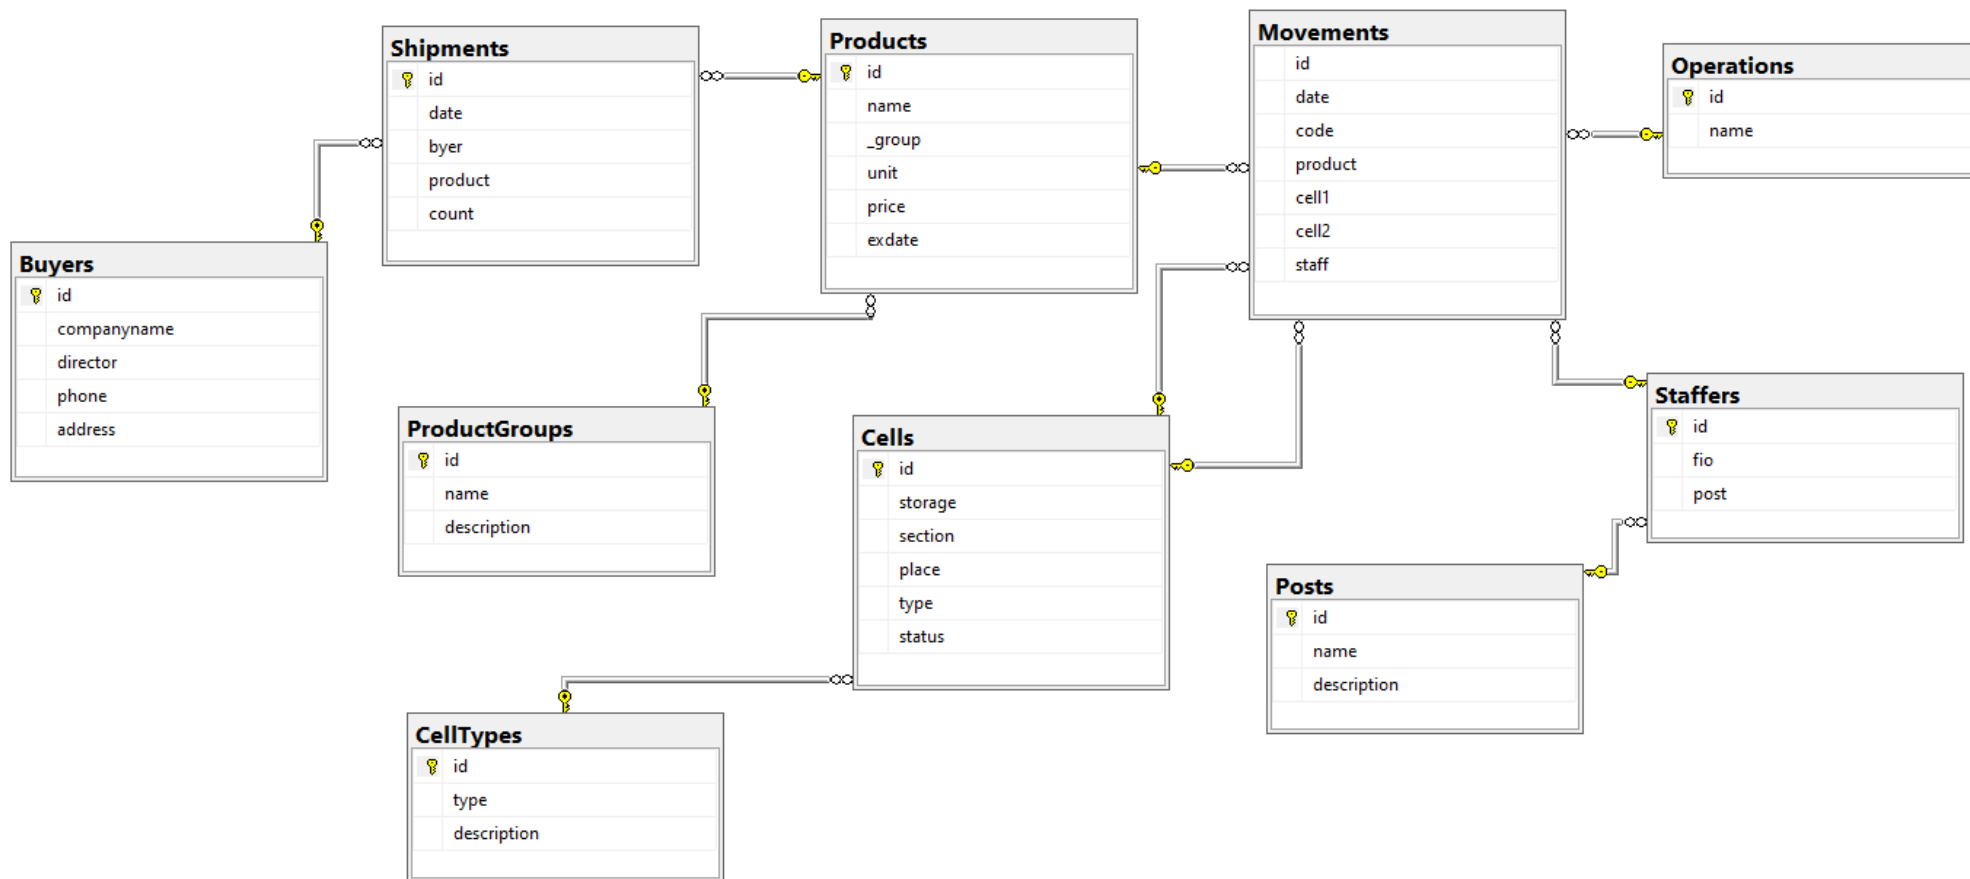 Shipments
id
date
byer
product
count
Products
id
name
_group
unit
price
exdate
Movements
id
date
code
product
cell1
cell2
staff
Operations
id
name
Buyers
id
companyname
director
phone
address
ProductGroups
id
name
description
Cells
id
storage
section
place
type
status
Staffers
id
fio
post
Posts
id
name
description
CellTypes
id
type
description